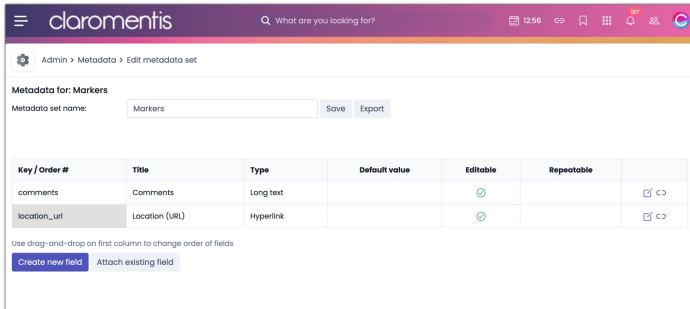 claromentis
What are you looking for?
12:56
167
Admin > Metadata > Edit metadata set
Metadata for: Markers
Metadata set name: Markers Save Export
Key / Order # Title Type Default value Editable Repeatable
comments Comments Long text
location_url Location (URL) Hyperlink
Use drag-and-drop on first column to change order of fields
Create new field Attach existing field